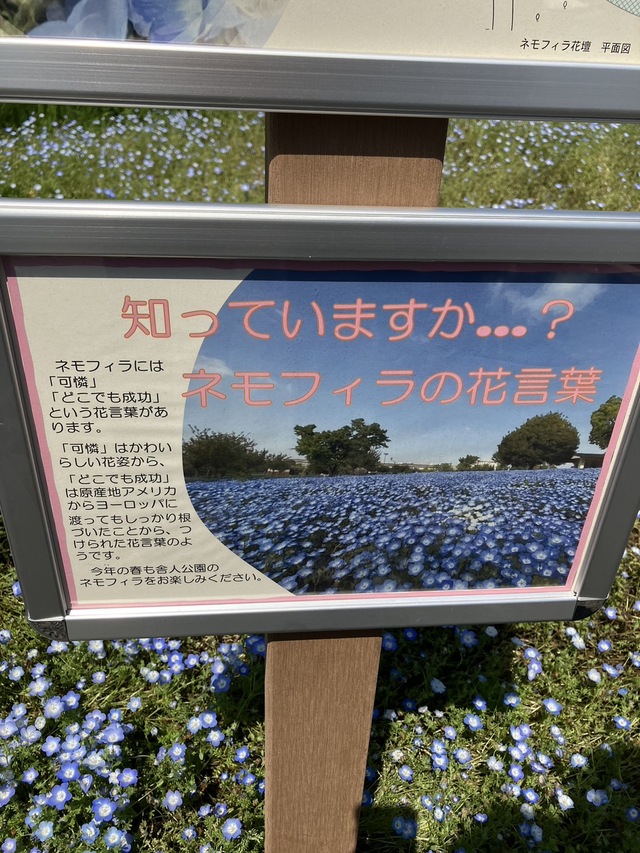 ネモフィラ花壇 平面図
知っていますか…？
ネモフィラの花言葉
ネモフィラには
「可憐」
「どこでも成功」
という花言葉があ
ります。
「可憐」はかわい
らしい花姿から、
「どこでも成功」
は原産地アメリカ
からヨーロッパに
渡ってもしっかり根
づいたことから、つ
けられた花言葉のよ
うです。
今年の春も舎人公園の
ネモフィラをお楽しみください。